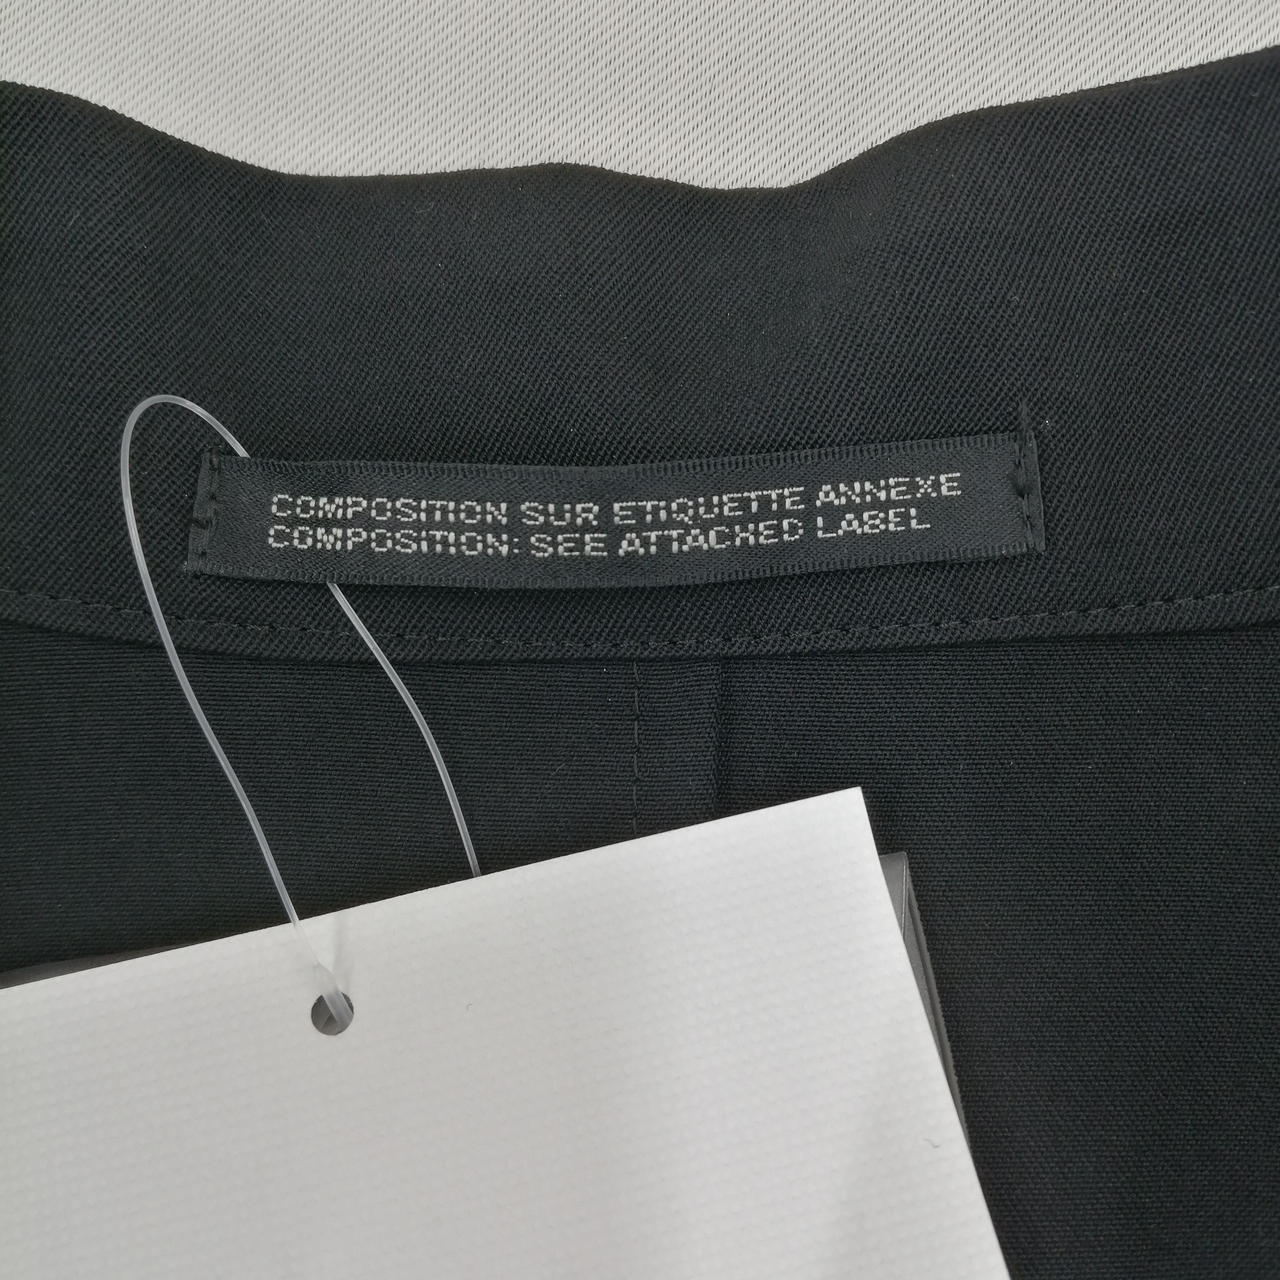 COMPOSITION SUR ETIQUETTE ANNEXE
COMPOSITION: SEE ATTACHED LABEL